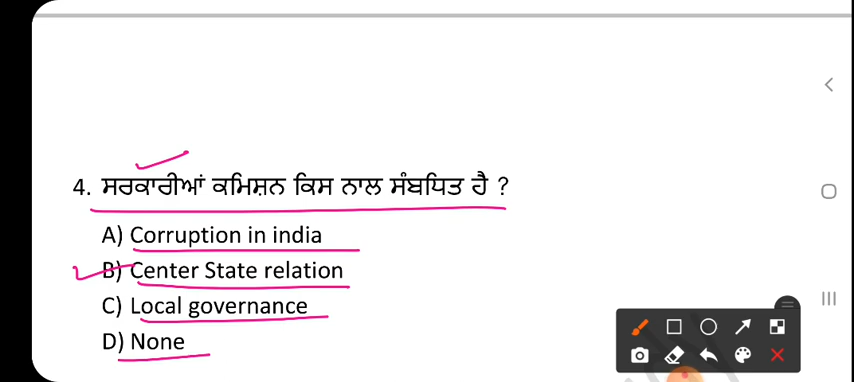 4. ਸਰਕਾਰੀਆਂ ਕਮਿਸ਼ਨ ਕਿਸ ਨਾਲ ਸੰਬਧਿਤ ਹੈ ?
A) Corruption in india
B) Center State relation
C) Local governance
D) None